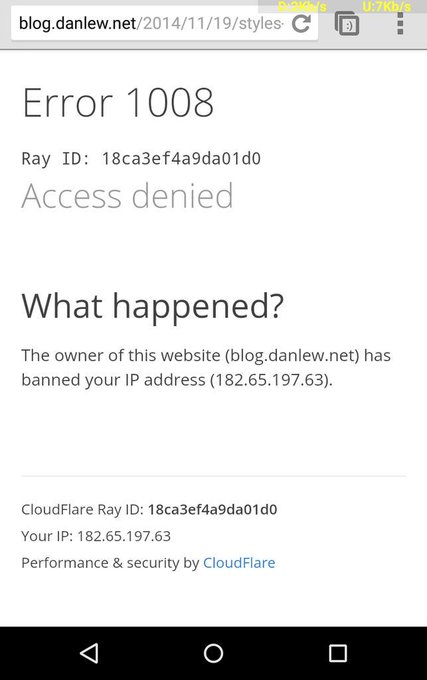 D:2Kb/s U:7Kb/s
blog.danlew.net/2014/11/19/styles-
:)
Error 1008
Ray ID: 18ca3ef4a9da01d0
Access denied
What happened?
The owner of this website (blog.danlew.net) has
banned your IP address (182.65.197.63).
CloudFlare Ray ID: 18ca3ef4a9da01d0
Your IP: 182.65.197.63
Performance & security by CloudFlare